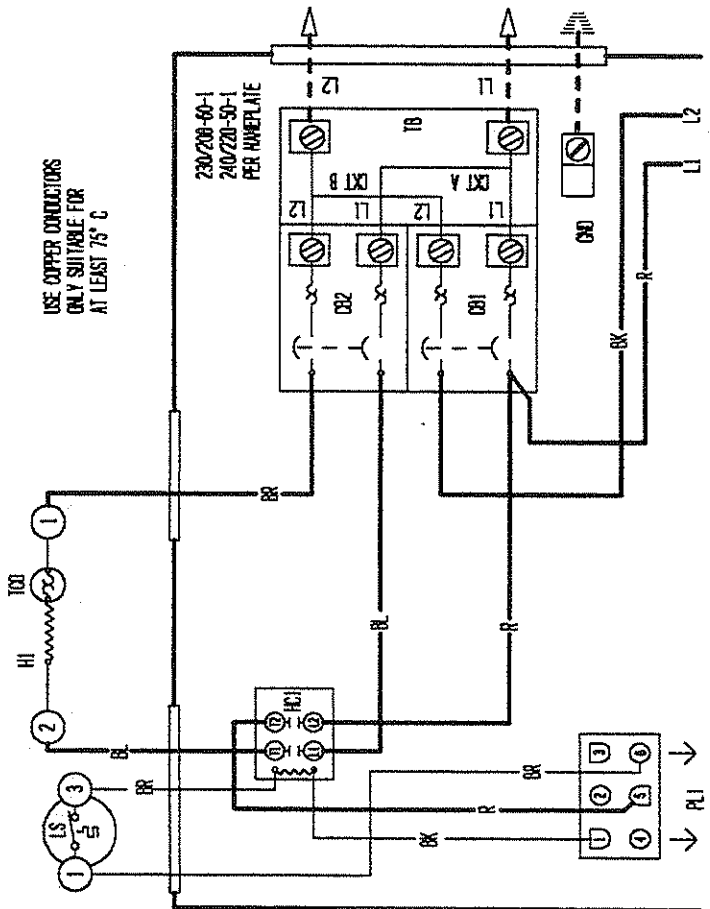 USE COPPER CONDUCTORS
ONLY SUITABLE FOR
AT LEAST 75° C
230/208-60-1
240/220-50-1
PER NAMEPLATE
L2
L1
TB
CKT B
CKT A
L2
L1
L2
L1
CB2
CB1
GND
L2
L1
BK
R
BR
BL
R
TCO
H1
1
2
BL
HC1
T2
L2
T1
L1
LS
3
1
BR
BR
R
BK
3
6
2
5
1
4
PL1